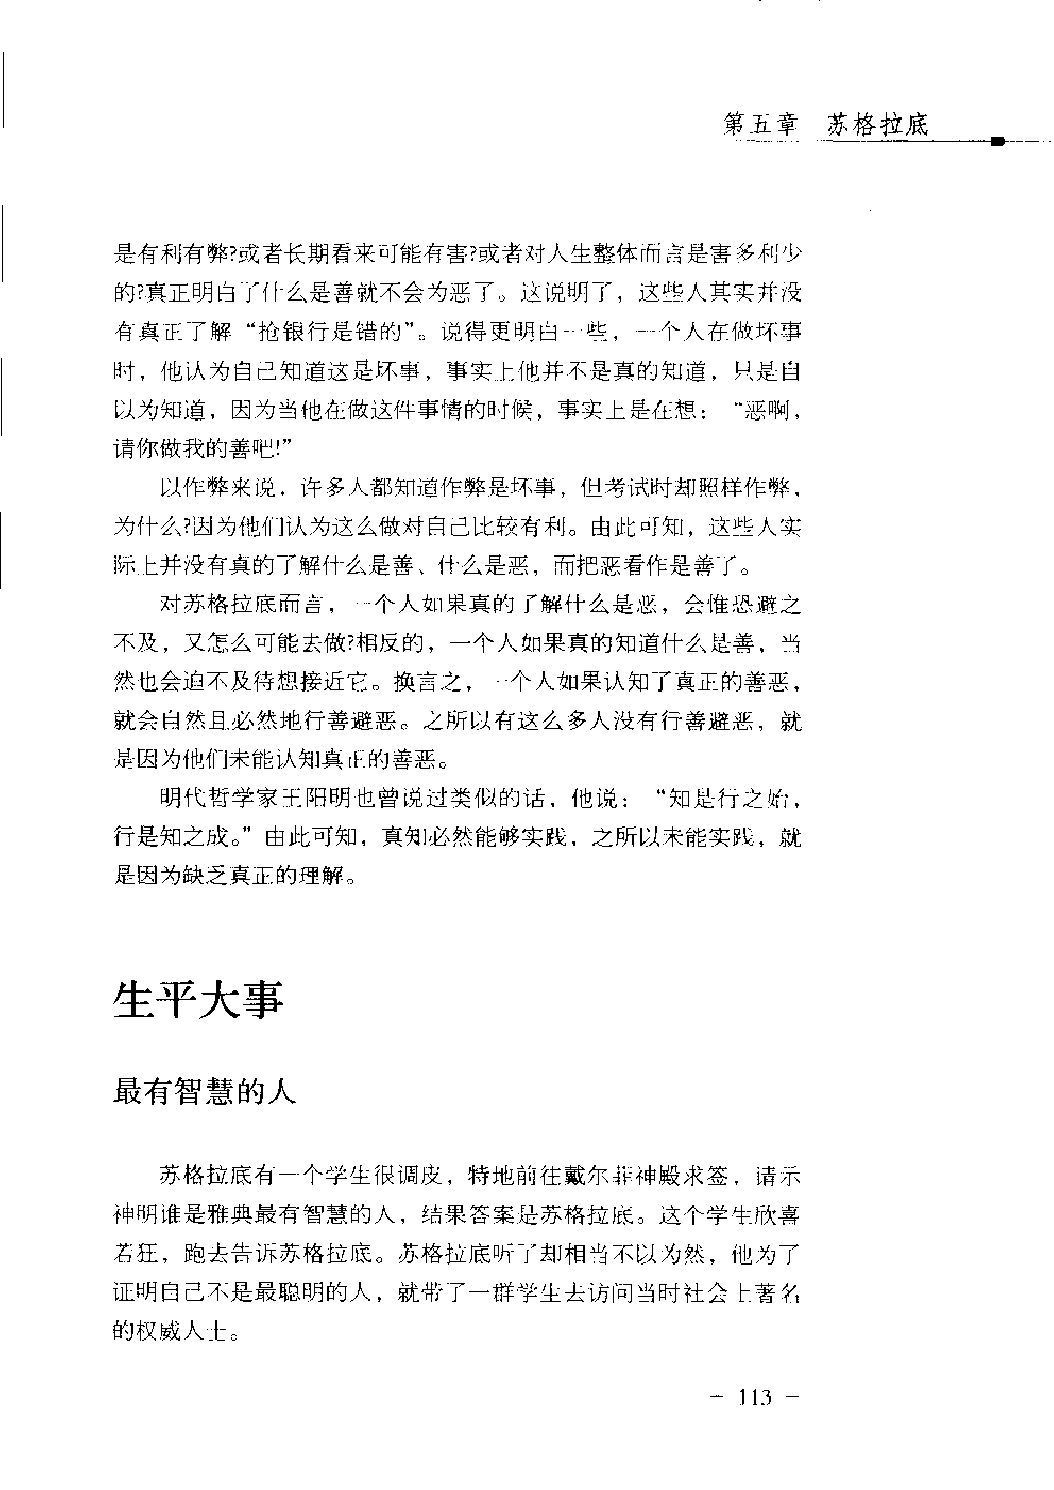 第五章 苏格拉底
是有利有弊?或者长期看来可能有害?或者对人生整体而言是害多利少
的?真正明白了什么是善就不会为恶了。这说明了，这些人其实并没
有真正了解“抢银行是错的”。说得更明白一些，一个人在做坏事
时，他认为自己知道这是坏事，事实上他并不是真的知道，只是自
以为知道，因为当他在做这件事情的时候，事实上是在想：“恶啊，
请你做我的善吧!”
以作弊来说，许多人都知道作弊是坏事，但考试时却照样作弊，
为什么?因为他们认为这么做对自己比较有利。由此可知，这些人实
际上并没有真的了解什么是善、什么是恶，而把恶看作是善了。
对苏格拉底而言，一个人如果真的了解什么是恶，会惟恐避之
不及，又怎么可能去做?相反的，一个人如果真的知道什么是善，当
然也会迫不及待想接近它。换言之，一个人如果认知了真正的善恶，
就会自然且必然地行善避恶。之所以有这么多人没有行善避恶，就
是因为他们未能认知真正的善恶。
明代哲学家王阳明也曾说过类似的话，他说：“知是行之始，
行是知之成。”由此可知，真知必然能够实践，之所以未能实践，就
是因为缺乏真正的理解。
生平大事
最有智慧的人
苏格拉底有一个学生很调皮，特地前往戴尔菲神殿求签，请示
神明谁是雅典最有智慧的人，结果答案是苏格拉底。这个学生欣喜
若狂，跑去告诉苏格拉底。苏格拉底听了却相当不以为然，他为了
证明自己不是最聪明的人，就带了一群学生去访问当时社会上著名
的权威人士。
- 113 -